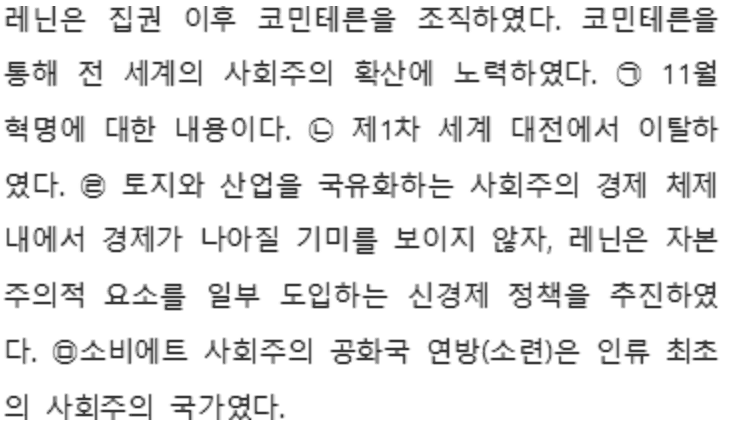 레닌은 집권 이후 코민테른을 조직하였다. 코민테른을
통해 전 세계의 사회주의 확산에 노력하였다. ㉠ 11월
혁명에 대한 내용이다. ㉡ 제1차 세계 대전에서 이탈하
였다. ㉣ 토지와 산업을 국유화하는 사회주의 경제 체제
내에서 경제가 나아질 기미를 보이지 않자, 레닌은 자본
주의적 요소를 일부 도입하는 신경제 정책을 추진하였
다. ㉤소비에트 사회주의 공화국 연방(소련)은 인류 최초
의 사회주의 국가였다.